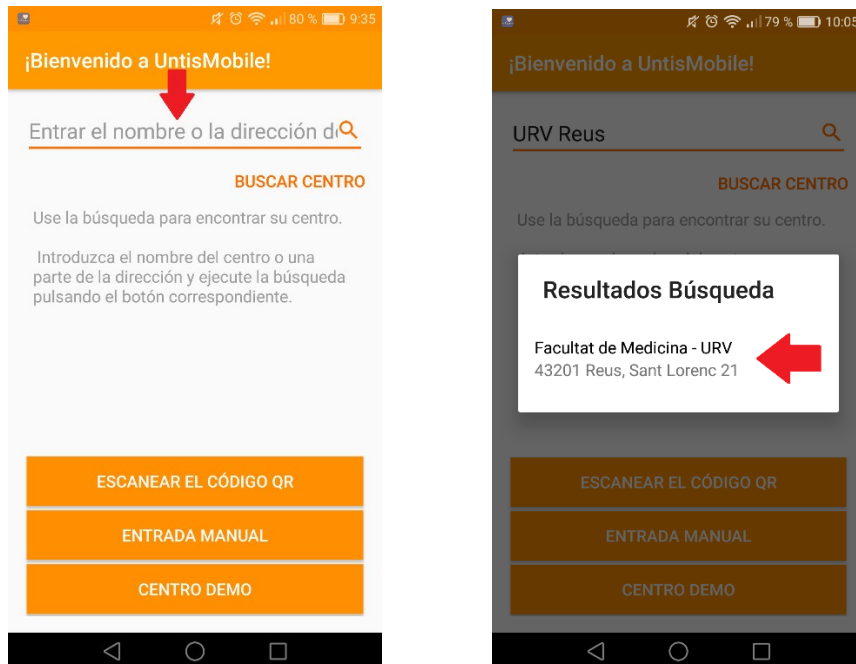 80 % 9:35
¡Bienvenido a UntisMobile!
Entrar el nombre o la dirección de
BUSCAR CENTRO
Use la búsqueda para encontrar su centro.
Introduzca el nombre del centro o una
parte de la dirección y ejecute la búsqueda
pulsando el botón correspondiente.
ESCANEAR EL CÓDIGO QR
ENTRADA MANUAL
CENTRO DEMO
79 % 10:05
¡Bienvenido a UntisMobile!
URV Reus
BUSCAR CENTRO
Use la búsqueda para encontrar su centro.
Resultados Búsqueda
Facultat de Medicina - URV
43201 Reus, Sant Lorenc 21
ESCANEAR EL CÓDIGO QR
ENTRADA MANUAL
CENTRO DEMO